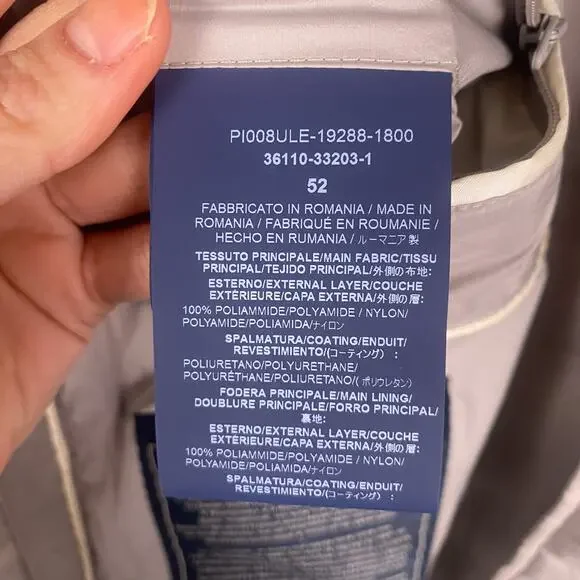 PI008ULE-19288-1800
36110-33203-1
52
FABBRICATO IN ROMANIA / MADE IN
ROMANIA / FABRIQUÉ EN ROUMANIE /
HECHO EN RUMANIA / ルーマニア製
TESSUTO PRINCIPALE/MAIN FABRIC/TISSU
PRINCIPAL/TEJIDO PRINCIPAL/外側の布地:
ESTERNO/EXTERNAL LAYER/COUCHE
EXTÉRIEURE/CAPA EXTERNA/外側の層:
100% POLIAMMIDE/POLYAMIDE / NYLON/
POLYAMIDE/POLIAMIDA/ナイロン
SPALMATURA/COATING/ENDUIT/
REVESTIMIENTO/(コーティング) :
POLIURETANO/POLYURETHANE/
POLYURÉTHANE/POLIURETANO/( ポリウレタン)
FODERA PRINCIPALE/MAIN LINING/
DOUBLURE PRINCIPALE/FORRO PRINCIPAL/
裏地:
ESTERNO/EXTERNAL LAYER/COUCHE
EXTÉRIEURE/CAPA EXTERNA/外側の層:
100% POLIAMMIDE/POLYAMIDE / NYLON/
POLYAMIDE/POLIAMIDA/ナイロン
SPALMATURA/COATING/ENDUIT/
REVESTIMIENTO/(コーティング) :